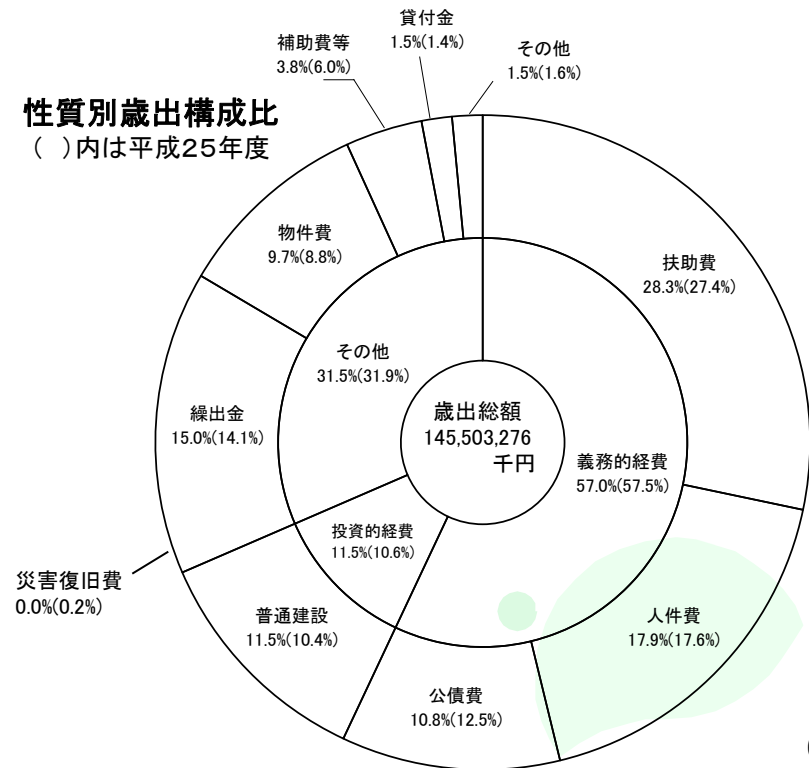 性質別歳出構成比
(　)内は平成25年度
補助費等
3.8%(6.0%)
貸付金
1.5%(1.4%)
その他
1.5%(1.6%)
物件費
9.7%(8.8%)
扶助費
28.3%(27.4%)
その他
31.5%(31.9%)
繰出金
15.0%(14.1%)
歳出総額
145,503,276
千円
義務的経費
57.0%(57.5%)
投資的経費
11.5%(10.6%)
災害復旧費
0.0%(0.2%)
普通建設
11.5%(10.4%)
人件費
17.9%(17.6%)
公債費
10.8%(12.5%)